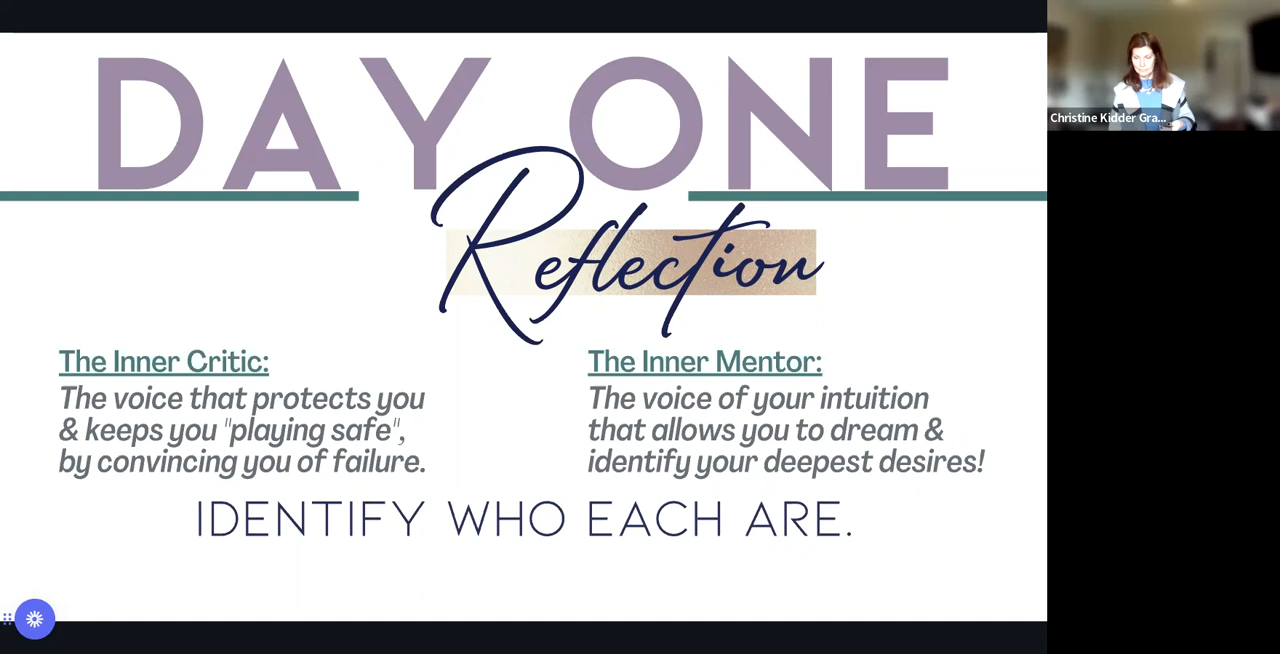 DAY ONE
Reflection
The Inner Critic:
The voice that protects you
& keeps you "playing safe",
by convincing you of failure.
The Inner Mentor:
The voice of your intuition
that allows you to dream &
identify your deepest desires!
IDENTIFY WHO EACH ARE.
Christine Kidder Gra...